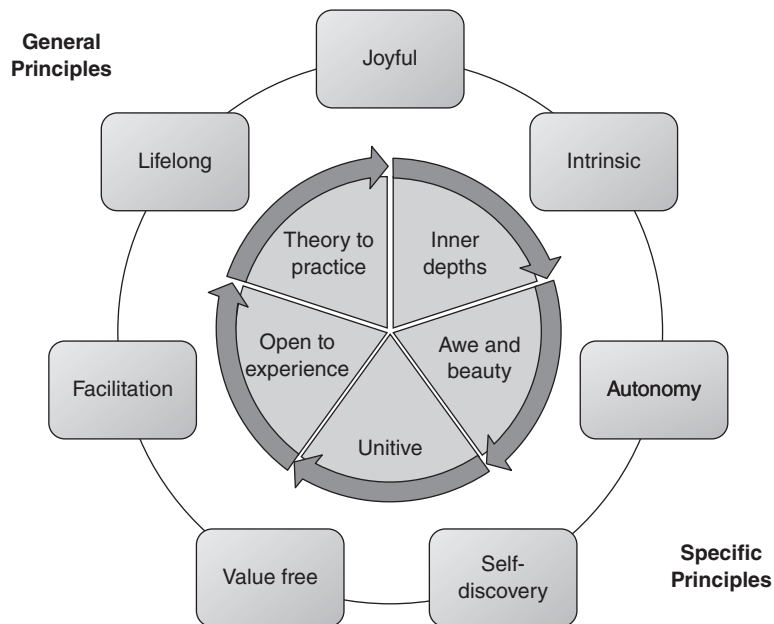 General
Principles
Joyful
Lifelong
Intrinsic
Theory to
practice
Inner
depths
Open to
experience
Awe and
beauty
Facilitation
Autonomy
Unitive
Value free
Self-
discovery
Specific
Principles